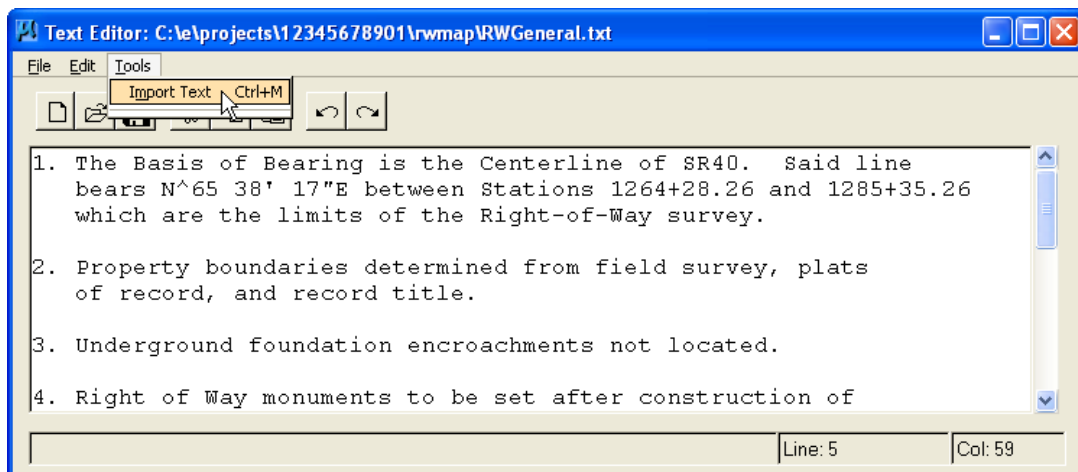 Text Editor: C:\e\projects\12345678901\rwmap\RWGeneral.txt
File Edit Tools
Import Text Ctrl+M
1. The Basis of Bearing is the Centerline of SR40. Said line
bears N^65 38' 17"E between Stations 1264+28.26 and 1285+35.26
which are the limits of the Right-of-Way survey.
2. Property boundaries determined from field survey, plats
of record, and record title.
3. Underground foundation encroachments not located.
4. Right of Way monuments to be set after construction of
Line: 5 Col: 59